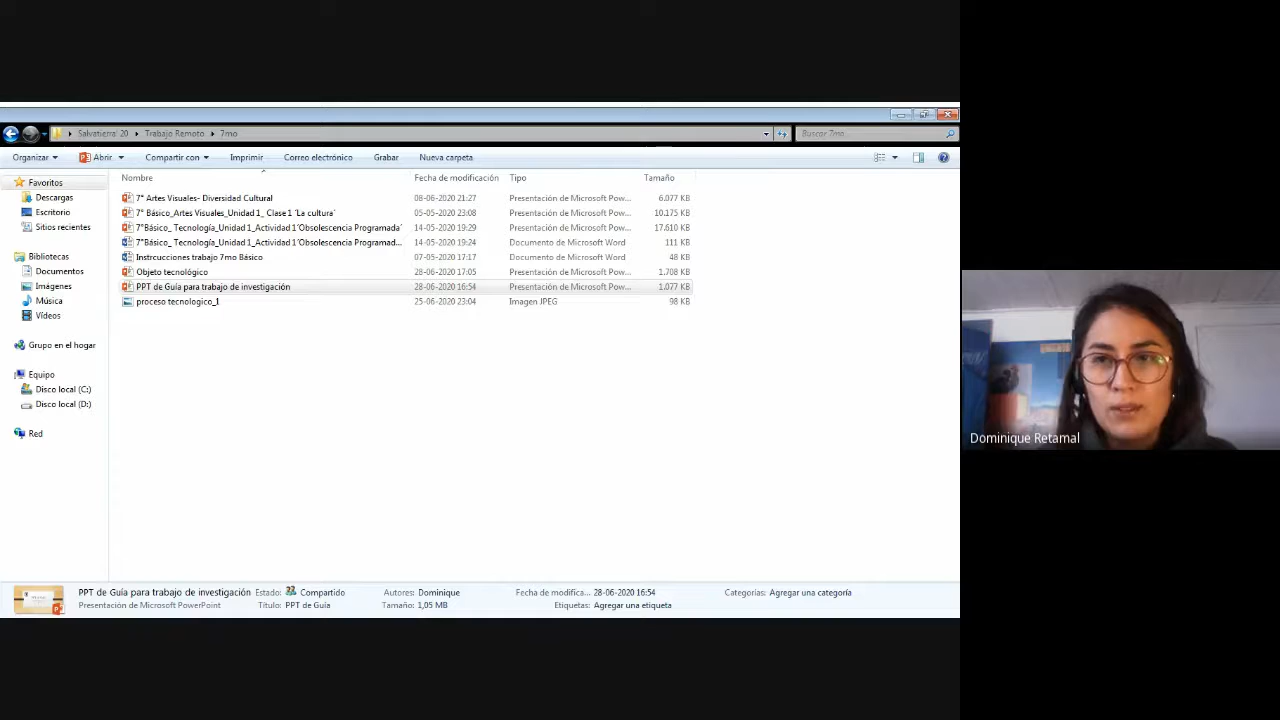 Salvatierra' 20 Trabajo Remoto 7mo Buscar 7mo
Organizar Abrir Compartir con Imprimir Correo electrónico Grabar Nueva carpeta
Favoritos
Descargas
Escritorio
Sitios recientes
Bibliotecas
Documentos
Imágenes
Música
Vídeos
Grupo en el hogar
Equipo
Disco local (C:)
Disco local (D:)
Red
Nombre Fecha de modificación Tipo Tamaño
7° Artes Visuales- Diversidad Cultural 08-06-2020 21:27 Presentación de Microsoft Pow... 6.077 KB
7° Básico_Artes Visuales_Unidad 1_ Clase 1 ´La cultura´ 05-05-2020 23:08 Presentación de Microsoft Pow... 10.175 KB
7°Básico_ Tecnología_Unidad 1_Actividad 1´Obsolescencia Programada´ 14-05-2020 19:29 Presentación de Microsoft Pow... 17.610 KB
7°Básico_ Tecnología_Unidad 1_Actividad 1´Obsolescencia Programad... 14-05-2020 19:24 Documento de Microsoft Word 111 KB
Instrucciones trabajo 7mo Básico 07-05-2020 17:17 Documento de Microsoft Word 48 KB
Objeto tecnológico 28-06-2020 17:05 Presentación de Microsoft Pow... 1.708 KB
PPT de Guía para trabajo de investigación 28-06-2020 16:54 Presentación de Microsoft Pow... 1.077 KB
proceso tecnologico_1 25-06-2020 23:04 Imagen JPEG 98 KB
Dominique Retamal
PPT de Guía para trabajo de investigación Estado: Compartido Autores: Dominique Fecha de modifica... 28-06-2020 16:54 Categorías: Agregar una categoría
Presentación de Microsoft PowerPoint Título: PPT de Guía Tamaño: 1,05 MB Etiquetas: Agregar una etiqueta